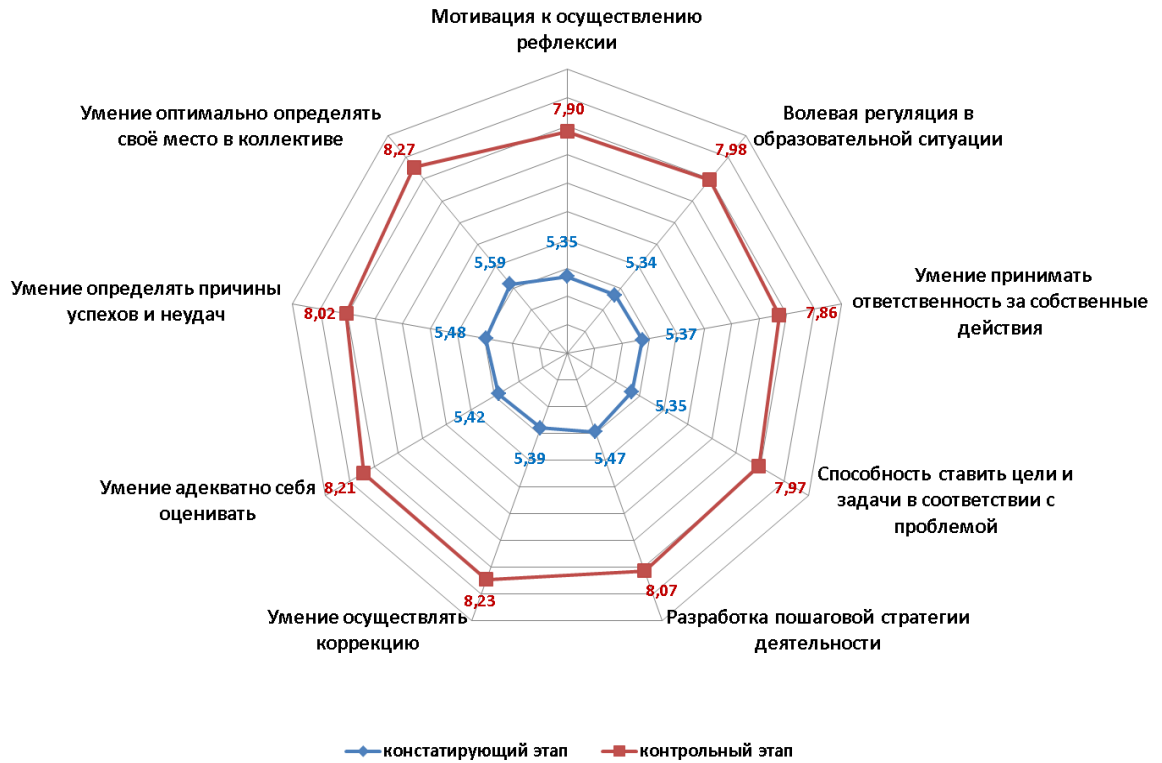 Мотивация к осуществлению
рефлексии
Умение оптимально определять
своё место в коллективе
Волевая регуляция в
образовательной ситуации
7,90
8,27
7,98
5,35
5,59
5,34
Умение определять причины
успехов и неудач
Умение принимать
ответственность за собственные
действия
8,02
7,86
5,48
5,37
5,42
5,35
5,39
5,47
Умение адекватно себя
оценивать
Способность ставить цели и
задачи в соответствии с
проблемой
8,21
7,97
8,23
8,07
Умение осуществлять
коррекцию
Разработка пошаговой стратегии
деятельности
констатирующий этап
контрольный этап